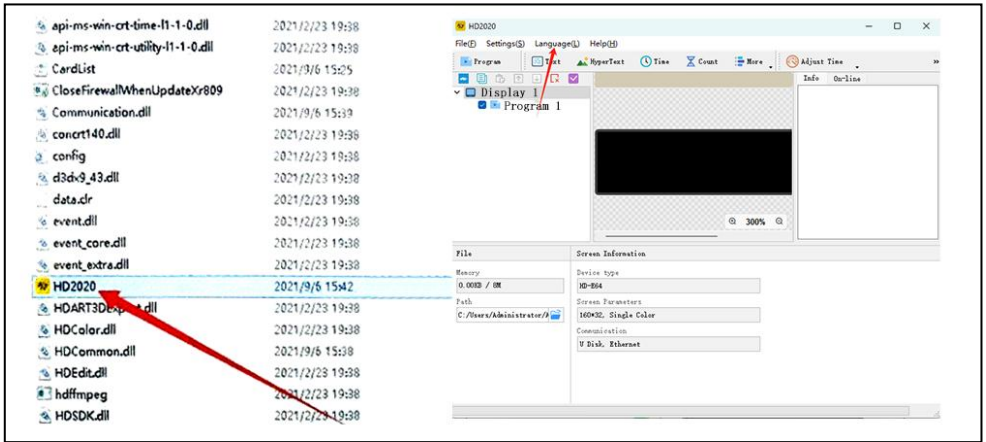 api-ms-win-crt-time-l1-1-0.dll 2021/2/23 19:38
api-ms-win-crt-utility-l1-1-0.dll 2021/2/23 19:38
CardList 2021/9/6 15:25
CloseFirewallWhenUpdateXr809 2021/2/23 19:38
Communication.dll 2021/9/6 15:39
concrt140.dll 2021/2/23 19:38
config 2021/2/23 19:38
d3dx9_43.dll 2021/2/23 19:38
data.clr 2021/2/23 19:38
event.dll 2021/2/23 19:38
event_core.dll 2021/2/23 19:38
event_extra.dll 2021/2/23 19:38
HD2020 2021/9/6 15:42
HDART3DExport.dll 2021/2/23 19:38
HDColor.dll 2021/2/23 19:38
HDCommon.dll 2021/9/6 15:38
HDEdit.dll 2021/2/23 19:38
hdffmpeg 2021/2/23 19:38
HDSDK.dll 2021/2/23 19:38
HD2020
File(F) Settings(S) Language(L) Help(H)
Program Text HyperText Time Count More Adjust Time
Info On-line
Display 1
Program 1
300%
File Screen Information
Memory Device type
0.00KB / 8M HD-E64
Path Screen Parameters
C:/Users/Administrator/A 160*32, Single Color
Communication
U Disk, Ethernet